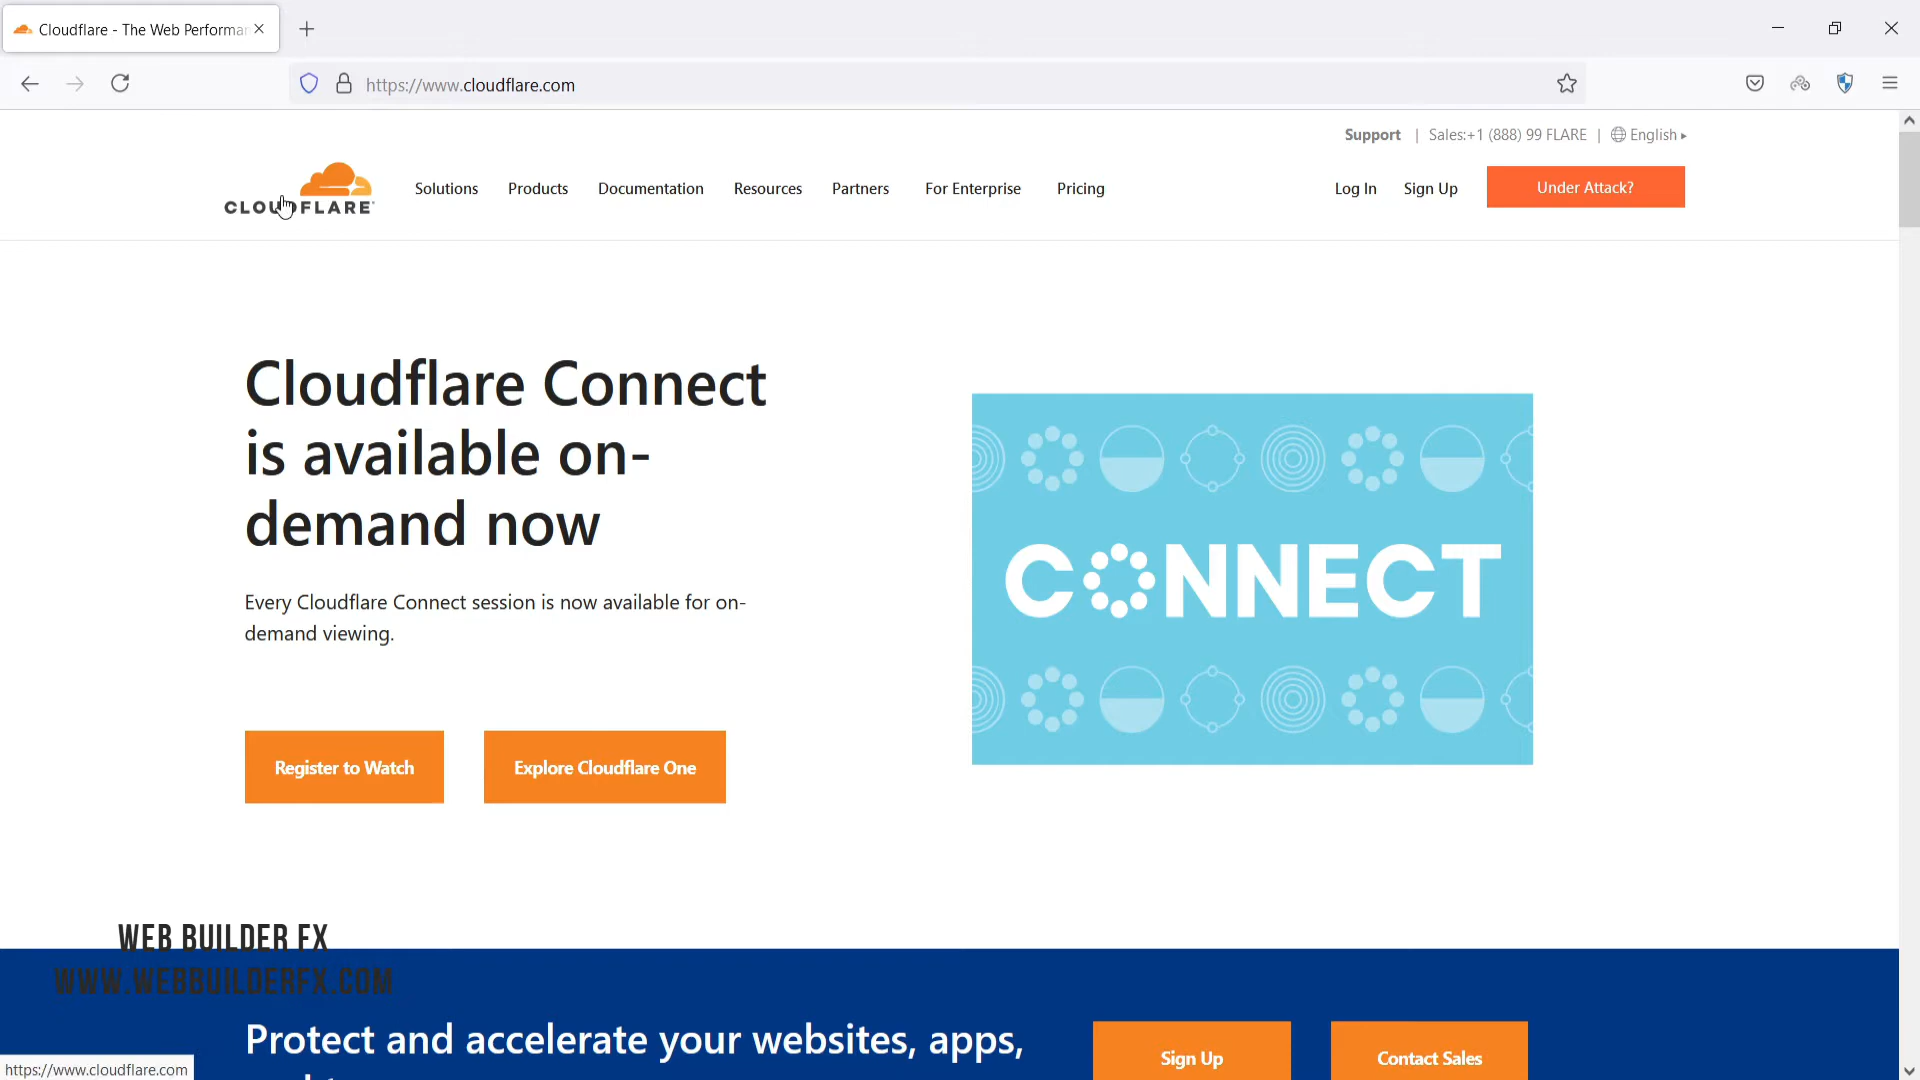 Cloudflare - The Web Performa
https://www.cloudflare.com
Support | Sales:+1 (888) 99 FLARE | English
CLOUDFLARE
Solutions Products Documentation Resources Partners For Enterprise Pricing Log In Sign Up Under Attack?
Cloudflare Connect
is available on-
demand now
Every Cloudflare Connect session is now available for on-
demand viewing.
Register to Watch Explore Cloudflare One
CONNECT
WEB BUILDER FX
WWW.WEBBUILDERFX.COM
Protect and accelerate your websites, apps,
Sign Up Contact Sales
https://www.cloudflare.com